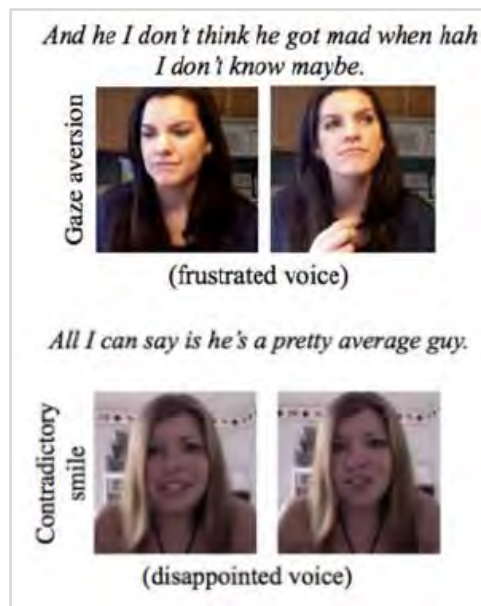 And he I don't think he got mad when hah
I don't know maybe.
Gaze aversion
(frustrated voice)
All I can say is he's a pretty average guy.
Contradictory
smile
(disappointed voice)